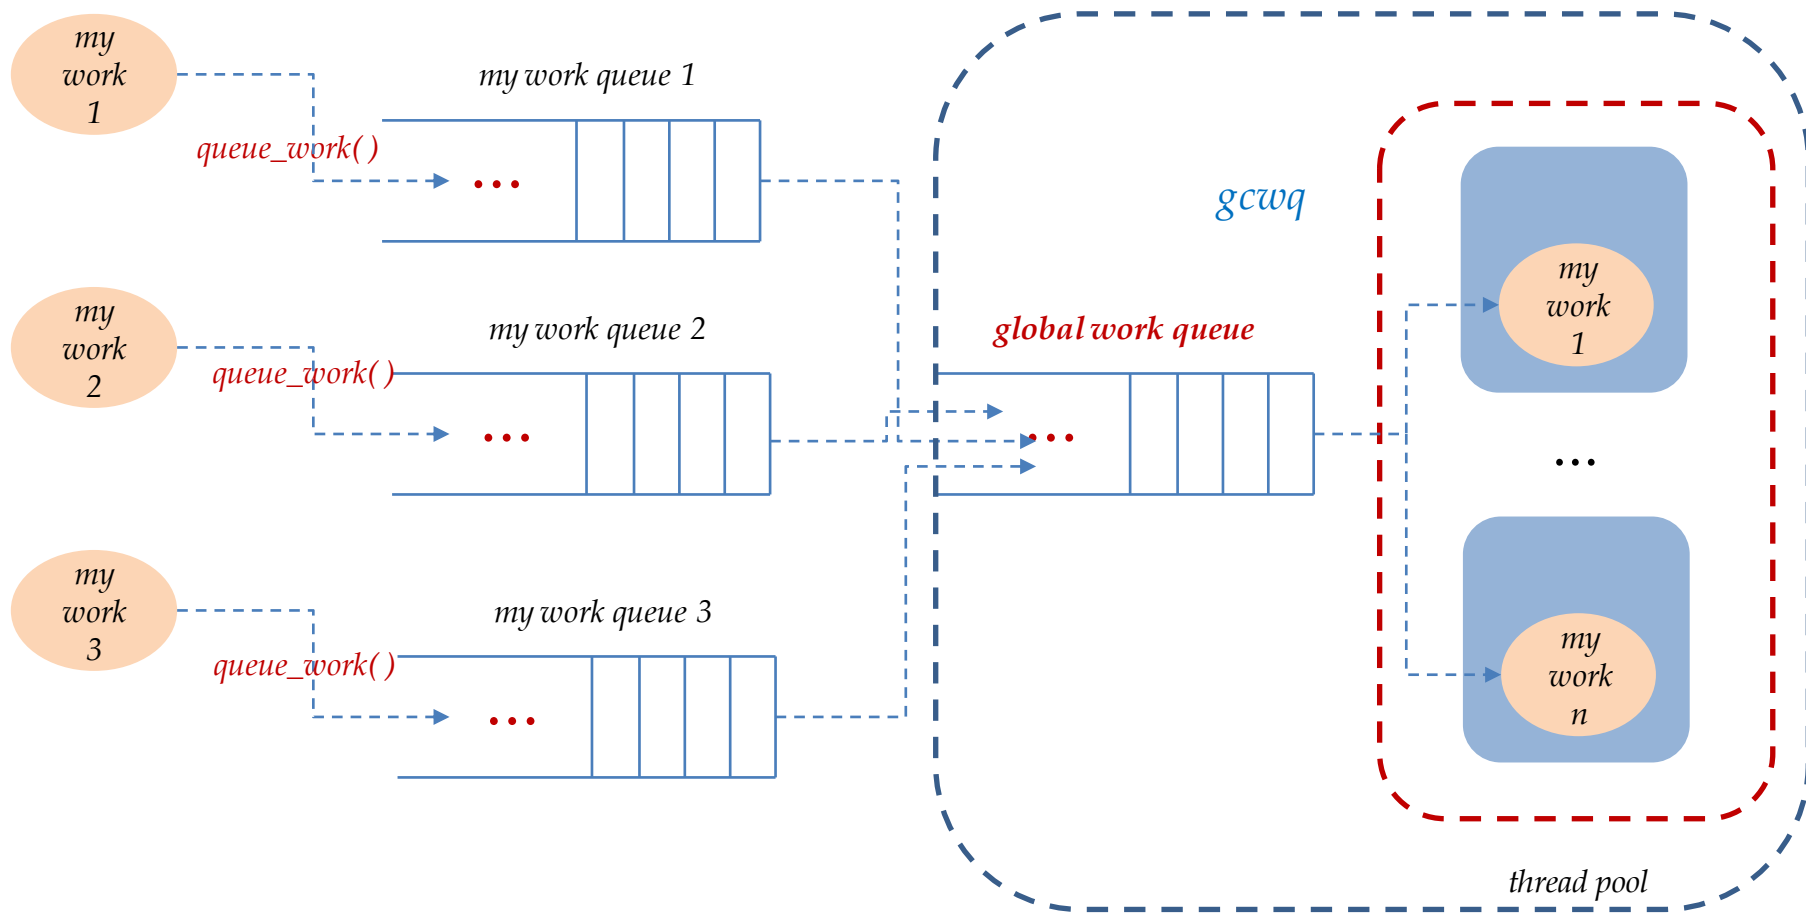 my
work
1
my work queue 1
queue_work( )
...
my
work
2
my work queue 2
queue_work( )
...
my
work
3
my work queue 3
queue_work( )
...
gcwq
global work queue
...
my
work
1
...
my
work
n
thread pool